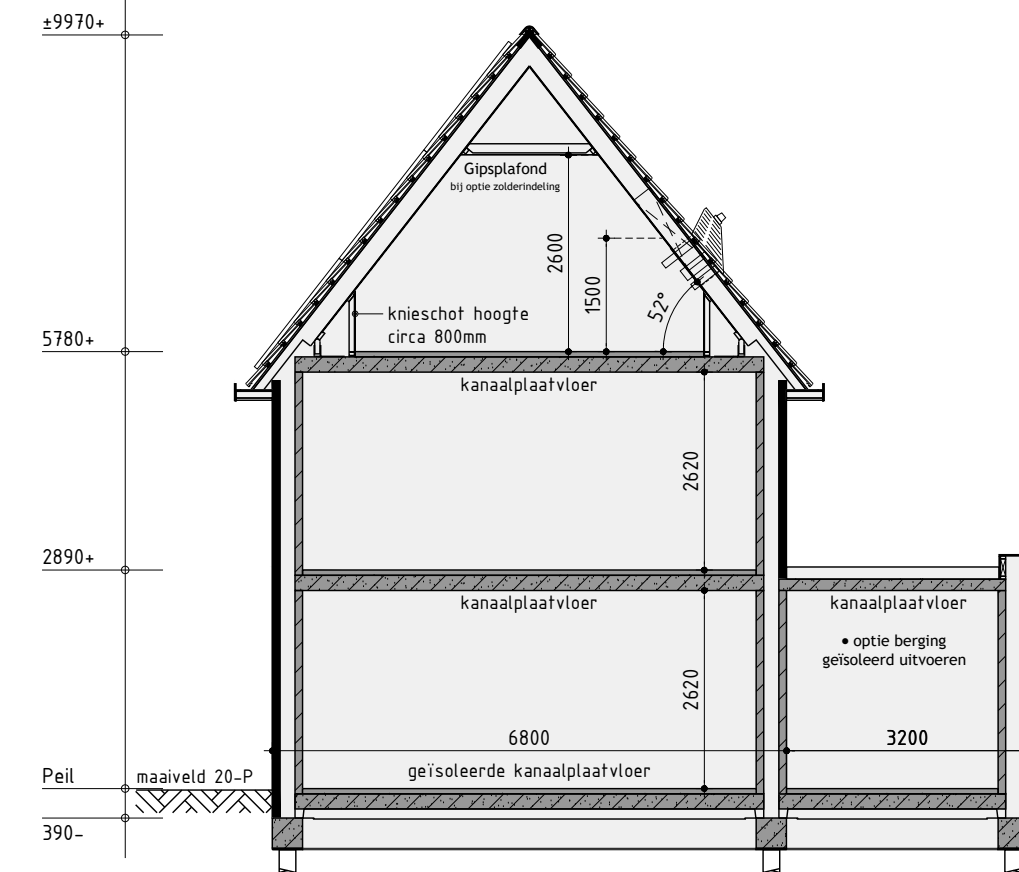 ±9970+
Gipsplafond
bij optie zolderindeling
2600
1500
52°
knieschot hoogte
circa 800mm
5780+
kanaalplaatvloer
2620
2890+
kanaalplaatvloer
kanaalplaatvloer
• optie berging
geïsoleerd uitvoeren
2620
6800
3200
geïsoleerde kanaalplaatvloer
Peil
maaiveld 20-P
390-